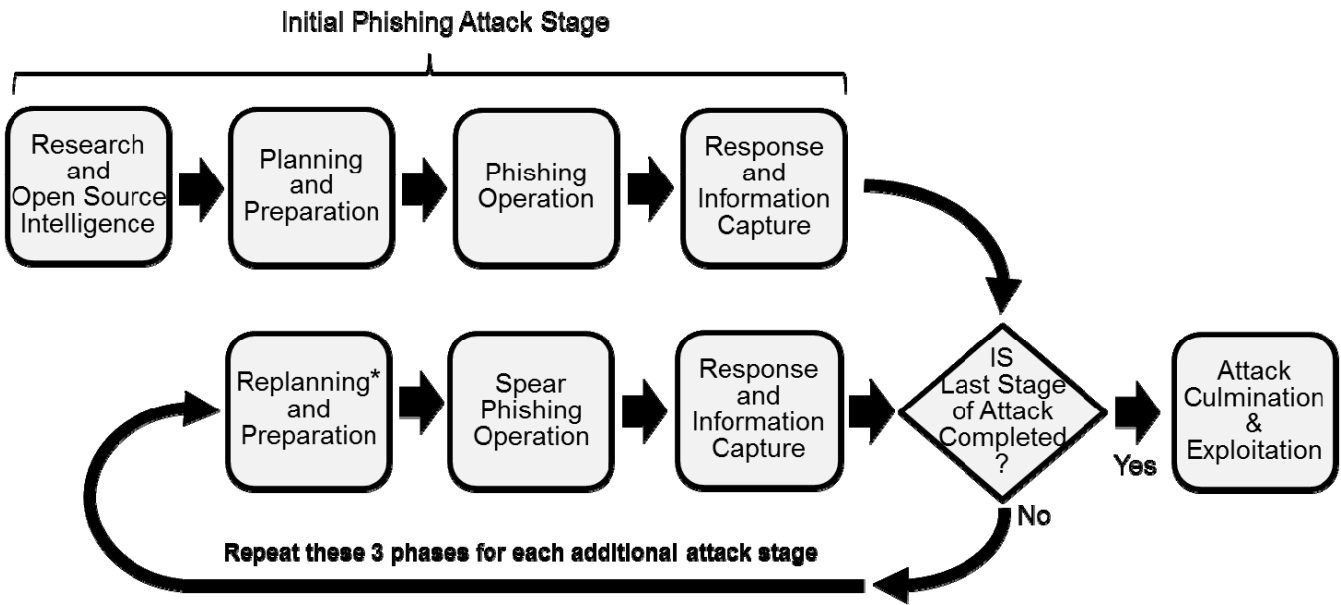 Initial Phishing Attack Stage
Research
and
Open Source
Intelligence
Planning
and
Preparation
Phishing
Operation
Response
and
Information
Capture
Replanning*
and
Preparation
Spear
Phishing
Operation
Response
and
Information
Capture
IS
Last Stage
of Attack
Completed
?
Yes
Attack
Culmination
&
Exploitation
No
Repeat these 3 phases for each additional attack stage